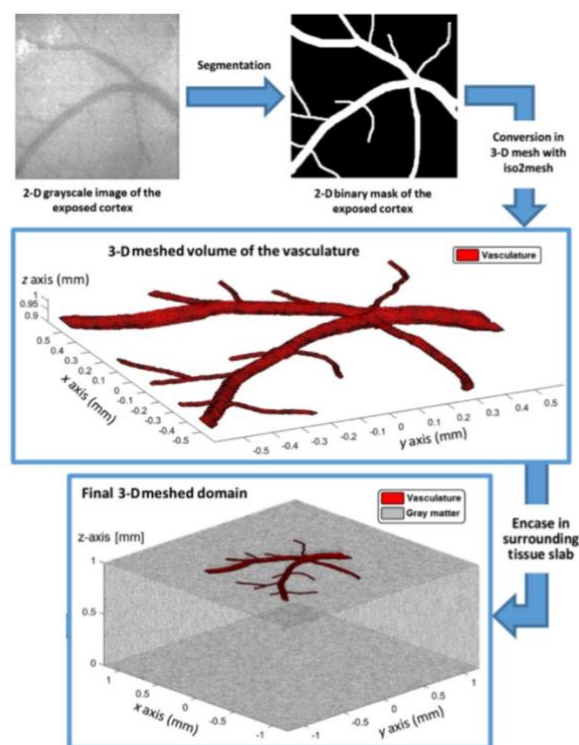 Segmentation
2-D grayscale image of the
exposed cortex
2-D binary mask of the
exposed cortex
Conversion in
3-D mesh with
iso2mesh
3-D meshed volume of the vasculature
Vasculature
z axis (mm)
1
0.95
0.9
0.5
0.4
0.3
0.2
0.1
0
-0.1
-0.2
-0.3
-0.4
-0.5
x axis (mm)
-0.5
-0.4
-0.3
-0.2
-0.1
0
0.1
0.2
0.3
0.4
0.5
y axis (mm)
Final 3-D meshed domain
Vasculature
Gray matter
z-axis [mm]
1
0.5
0
1
0.5
0
-0.5
-1
x axis (mm)
-1
-0.5
0
0.5
1
y axis (mm)
Encase in
surrounding
tissue slab